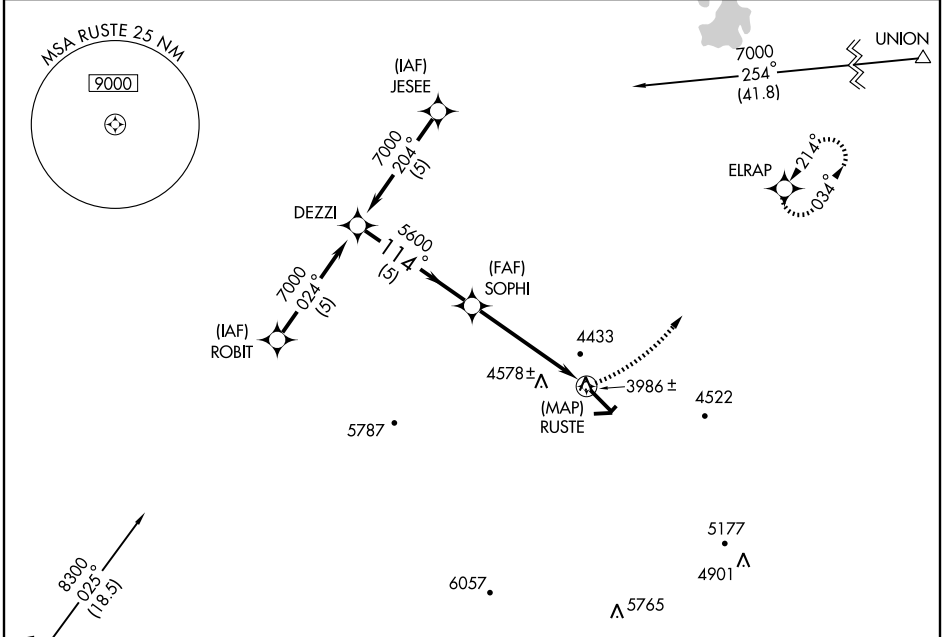 MSA RUSTE 25 NM
9000
(IAF)
JESEE
7000
204°
(5)
7000
254°
(41.8)
UNION
ELRAP
214°
034°
DEZZI
5600
114°
(5)
7000
024°
(5)
(IAF)
ROBIT
(FAF)
SOPHI
4433
4578±
3986±
(MAP)
RUSTE
4522
5787
8300
025°
(18.5)
5177
4901
6057
5765